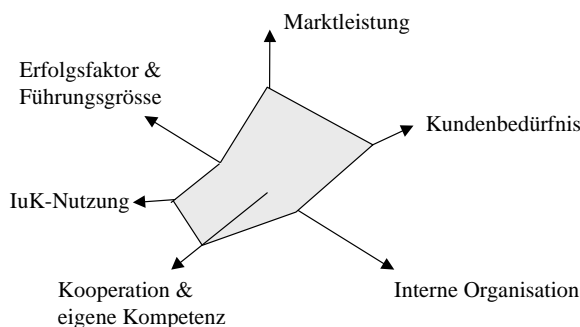 Marktleistung
Erfolgsfaktor &
Führungsgrösse
Kundenbedürfnis
IuK-Nutzung
Kooperation &
eigene Kompetenz
Interne Organisation